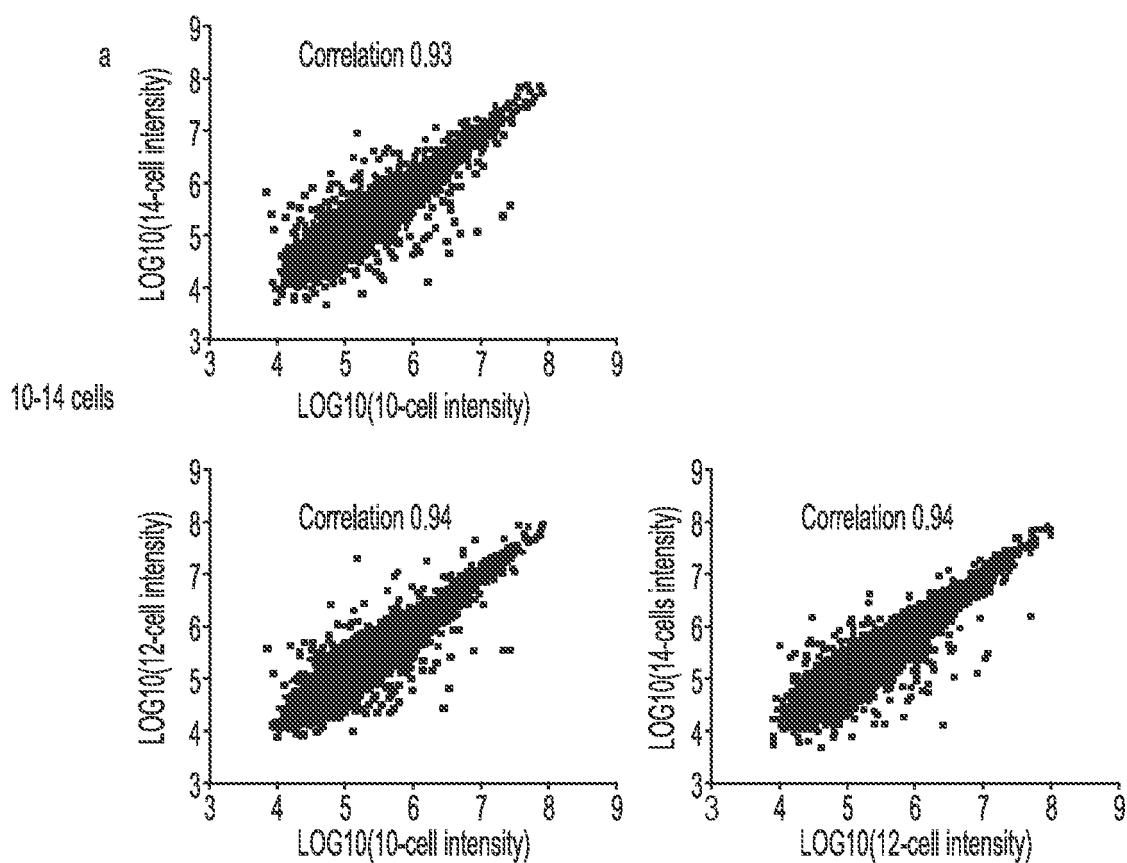 a
Correlation 0.93
LOG10(14-cell intensity)
9
8
7
6
5
4
3
3 4 5 6 7 8 9
LOG10(10-cell intensity)
10-14 cells
Correlation 0.94
LOG10(12-cell intensity)
9
8
7
6
5
4
3
3 4 5 6 7 8 9
LOG10(10-cell intensity)
Correlation 0.94
LOG10(14-cells intensity)
9
8
7
6
5
4
3
3 4 5 6 7 8 9
LOG10(12-cell intensity)